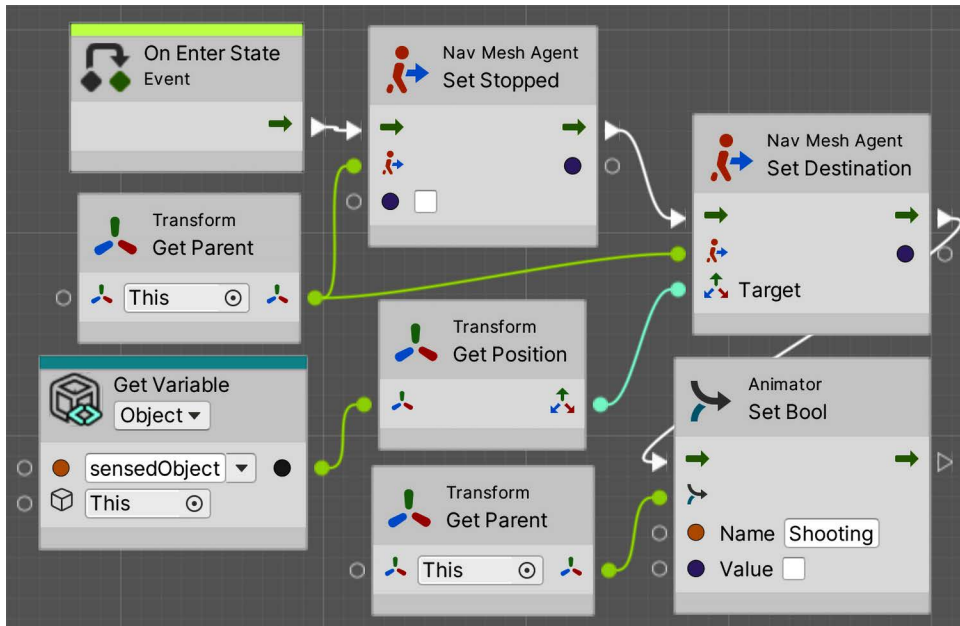 On Enter State
Event
Nav Mesh Agent
Set Stopped
Nav Mesh Agent
Set Destination
Target
Transform
Get Parent
This
Transform
Get Position
Get Variable
Object
sensedObject
This
Transform
Get Parent
This
Animator
Set Bool
Name Shooting
Value